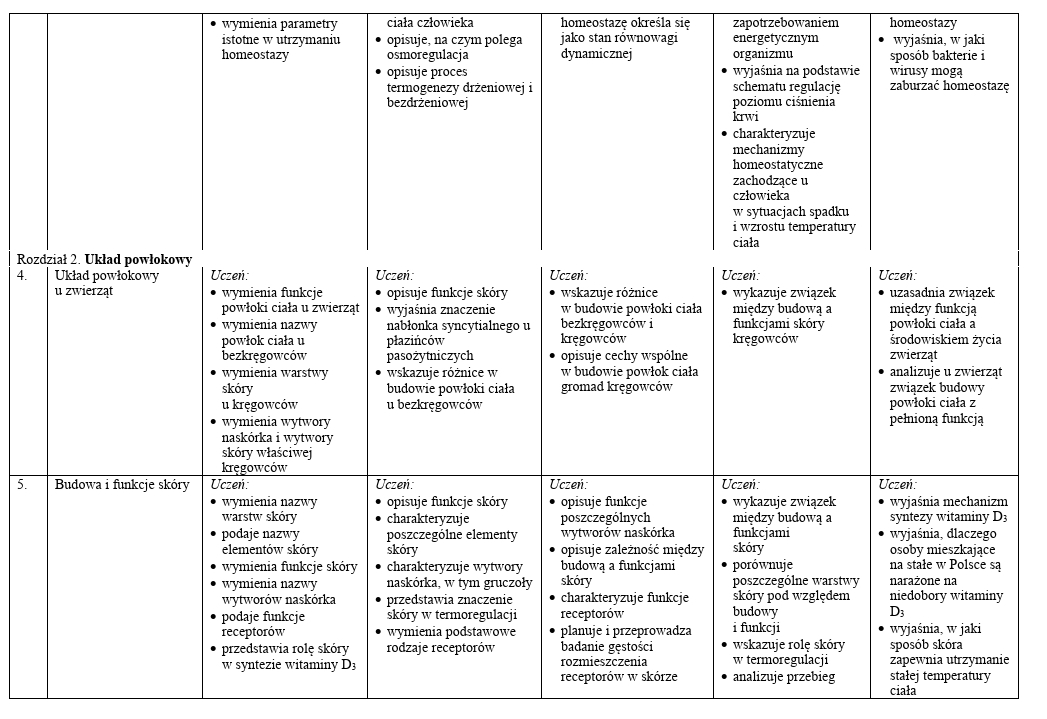 • wymienia parametry
istotne w utrzymaniu
homeostazy
ciała człowieka
• opisuje, na czym polega
osmoregulacja
• opisuje proces
termogenezy drżeniowej i
bezdrżeniowej
homeostazę określa się
jako stan równowagi
dynamicznej
zapotrzebowaniem
energetycznym
organizmu
• wyjaśnia na podstawie
schematu regulację
poziomu ciśnienia
krwi
• charakteryzuje
mechanizmy
homeostatyczne
zachodzące u
człowieka
w sytuacjach spadku
i wzrostu temperatury
ciała
homeostazy
• wyjaśnia, w jaki
sposób bakterie i
wirusy mogą
zaburzać homeostazę
Rozdział 2. Układ powłokowy
4.
Układ powłokowy
u zwierząt
Uczeń:
• wymienia funkcje
powłoki ciała u zwierząt
• wymienia nazwy
powłok ciała u
bezkręgowców
• wymienia warstwy
skóry
u kręgowców
• wymienia wytwory
naskórka i wytwory
skóry właściwej
kręgowców
Uczeń:
• opisuje funkcje skóry
• wyjaśnia znaczenie
nabłonka syncytialnego u
płazińców
pasożytniczych
• wskazuje różnice w
budowie powłoki ciała
u bezkręgowców
Uczeń:
• wskazuje różnice
w budowie powłoki ciała
bezkręgowców i
kręgowców
• opisuje cechy wspólne
w budowie powłok ciała
gromad kręgowców
Uczeń:
• wykazuje związek
między budową a
funkcjami skóry
kręgowców
Uczeń:
• uzasadnia związek
między funkcją
powłoki ciała a
środowiskiem życia
zwierząt
• analizuje u zwierząt
związek budowy
powłoki ciała z
pełnioną funkcją
5.
Budowa i funkcje skóry
Uczeń:
• wymienia nazwy
warstw skóry
• podaje nazwy
elementów skóry
• wymienia funkcje skóry
• wymienia nazwy
wytworów naskórka
• podaje funkcje
receptorów
• przedstawia rolę skóry
w syntezie witaminy D₃
Uczeń:
• opisuje funkcje skóry
• charakteryzuje
poszczególne elementy
skóry
• charakteryzuje wytwory
naskórka, w tym gruczoły
• przedstawia znaczenie
skóry w termoregulacji
• wymienia podstawowe
rodzaje receptorów
Uczeń:
• opisuje funkcje
poszczególnych
wytworów naskórka
• opisuje zależność między
budową a funkcjami
skóry
• charakteryzuje funkcje
receptorów
• planuje i przeprowadza
badanie gęstości
rozmieszczenia
receptorów w skórze
Uczeń:
• wykazuje związek
między budową a
funkcjami
skóry
• porównuje
poszczególne warstwy
skóry pod względem
budowy
i funkcji
• wskazuje rolę skóry
w termoregulacji
• analizuje przebieg
Uczeń:
• wyjaśnia mechanizm
syntezy witaminy D₃
• wyjaśnia, dlaczego
osoby mieszkające
na stałe w Polsce są
narażone na
niedobory witaminy
D₃
• wyjaśnia, w jaki
sposób skóra
zapewnia utrzymanie
stałej temperatury
ciała